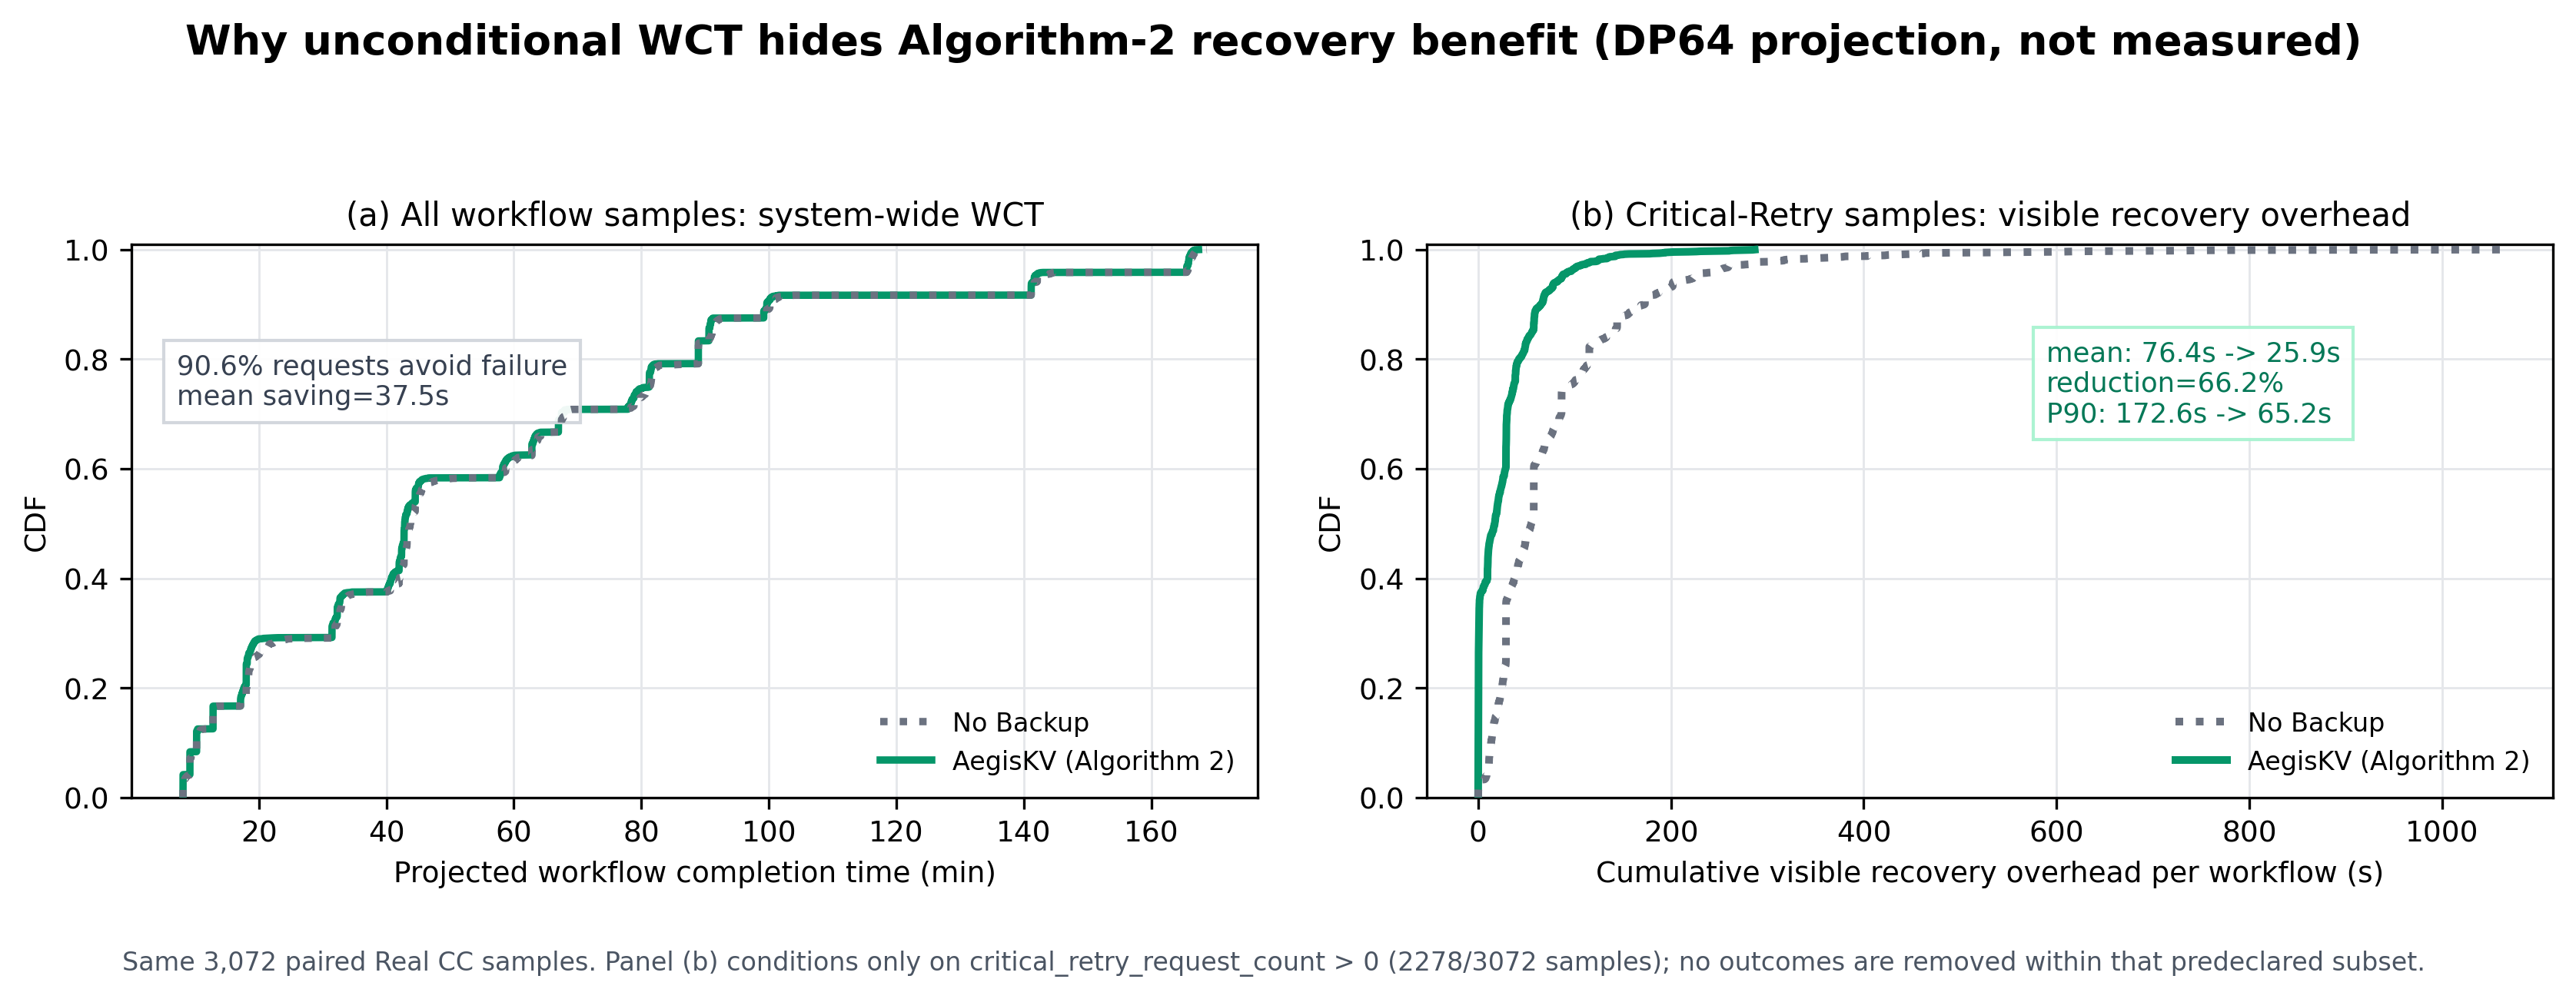 Why unconditional WCT hides Algorithm-2 recovery benefit (DP64 projection, not measured)
(a) All workflow samples: system-wide WCT
1.0
0.8
0.6
0.4
0.2
0.0
CDF
90.6% requests avoid failure
mean saving=37.5s
No Backup
AegisKV (Algorithm 2)
20 40 60 80 100 120 140 160
Projected workflow completion time (min)
(b) Critical-Retry samples: visible recovery overhead
1.0
0.8
0.6
0.4
0.2
0.0
CDF
mean: 76.4s -> 25.9s
reduction=66.2%
P90: 172.6s -> 65.2s
No Backup
AegisKV (Algorithm 2)
0 200 400 600 800 1000
Cumulative visible recovery overhead per workflow (s)
Same 3,072 paired Real CC samples. Panel (b) conditions only on critical_retry_request_count > 0 (2278/3072 samples); no outcomes are removed within that predeclared subset.